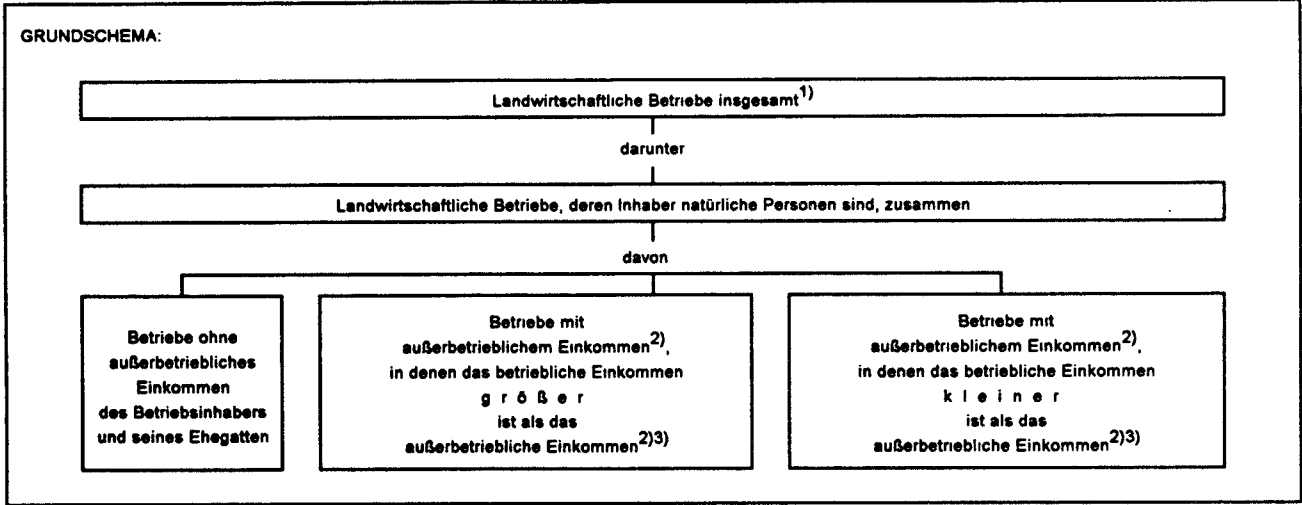 GRUNDSCHEMA:
Landwirtschaftliche Betriebe insgesamt1)
darunter
Landwirtschaftliche Betriebe, deren Inhaber natürliche Personen sind, zusammen
davon
Betriebe ohne
außerbetriebliches
Einkommen
des Betriebsinhabers
und seines Ehegatten
Betriebe mit
außerbetrieblichem Einkommen2),
in denen das betriebliche Einkommen
g r ö ß e r
ist als das
außerbetriebliche Einkommen2)3)
Betriebe mit
außerbetrieblichem Einkommen2),
in denen das betriebliche Einkommen
k l e i n e r
ist als das
außerbetriebliche Einkommen2)3)